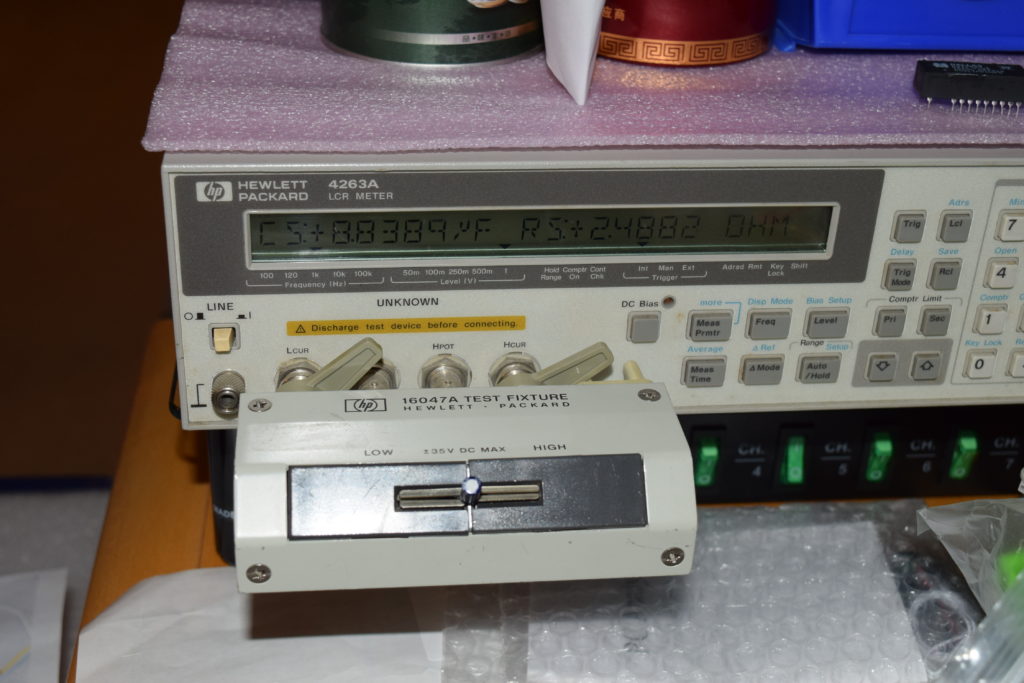 应商
hp HEWLETT PACKARD 4263A LCR METER
CS:+8.8389µF RS:+2.4882 OHM
100 120 1k 10k 100k 50m 100m 250m 500m 1 Hold Range Comptr On Cont Chk Int Man Ext Adrsd Rmt Key Lock Shift
Frequency (Hz) Level (V) Trigger
LINE
UNKNOWN
⚠ Discharge test device before connecting.
LCUR HPOT HCUR
DC Bias
more Disp Mode Bias Setup
Meas Prmtr Freq Level
Average Δ Ref Range Setup
Meas Time Δ Mode Auto /Hold
Adrs
Trig Lcl
Delay Save
Trig Mode Rcl
Comptr Limit
Pri Sec
7
Open
4
Comptr
1
Key Lock
0
hp 16047A TEST FIXTURE
HEWLETT - PACKARD
LOW ±35V DC MAX HIGH
CH. 4 CH. 5 CH. 6 CH. 7